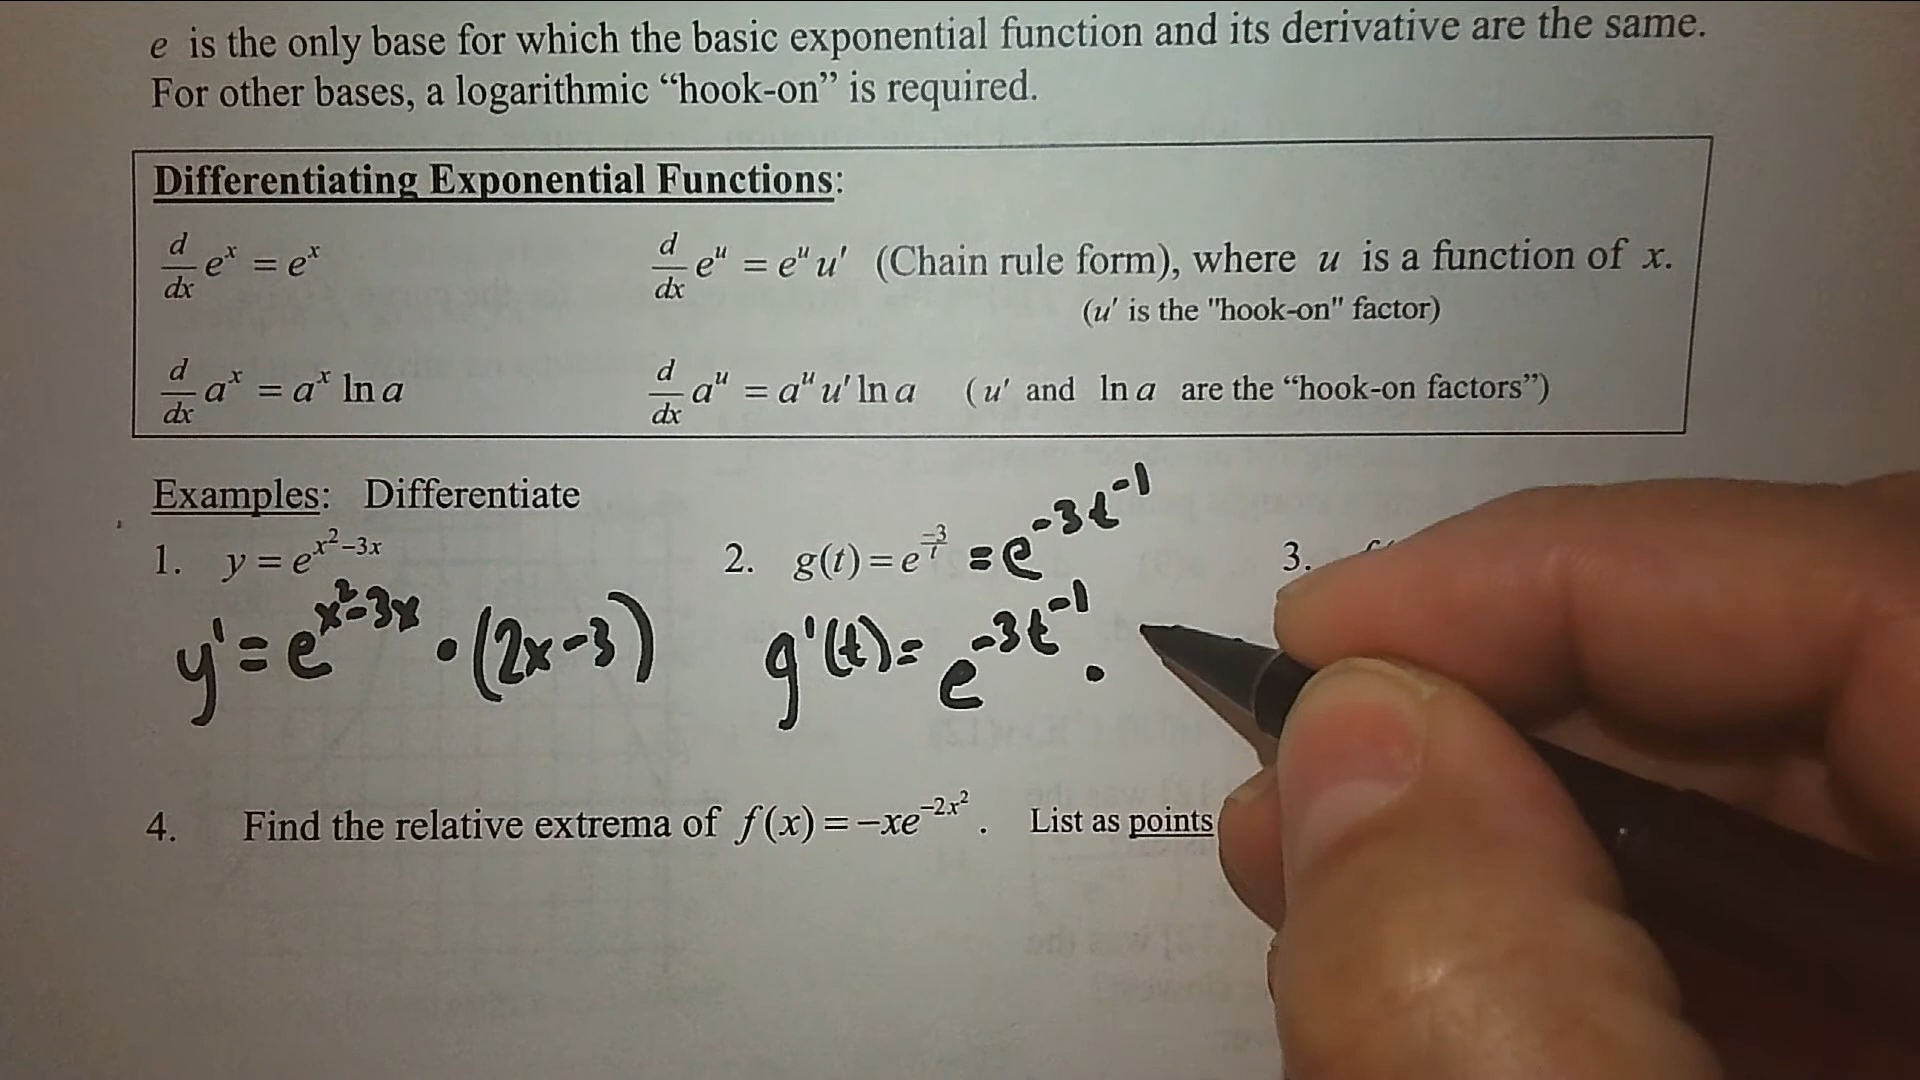 e is the only base for which the basic exponential function and its derivative are the same.
For other bases, a logarithmic “hook-on” is required.
Differentiating Exponential Functions:
d/dx e^x = e^x    d/dx e^u = e^u u′ (Chain rule form), where u is a function of x.
(u′ is the "hook-on" factor)
d/dx a^x = a^x ln a    d/dx a^u = a^u u′ ln a    (u′ and ln a are the “hook-on factors”)
Examples: Differentiate
1. y = e^(x²−3x)    2. g(t) = e^(−3/t) = e^(-3t^(-1))    3.
y' = e^(x²-3x) · (2x-3)    g'(t) = e^(-3t^(-1)) ·
4. Find the relative extrema of f(x) = −xe^(−2x²). List as points